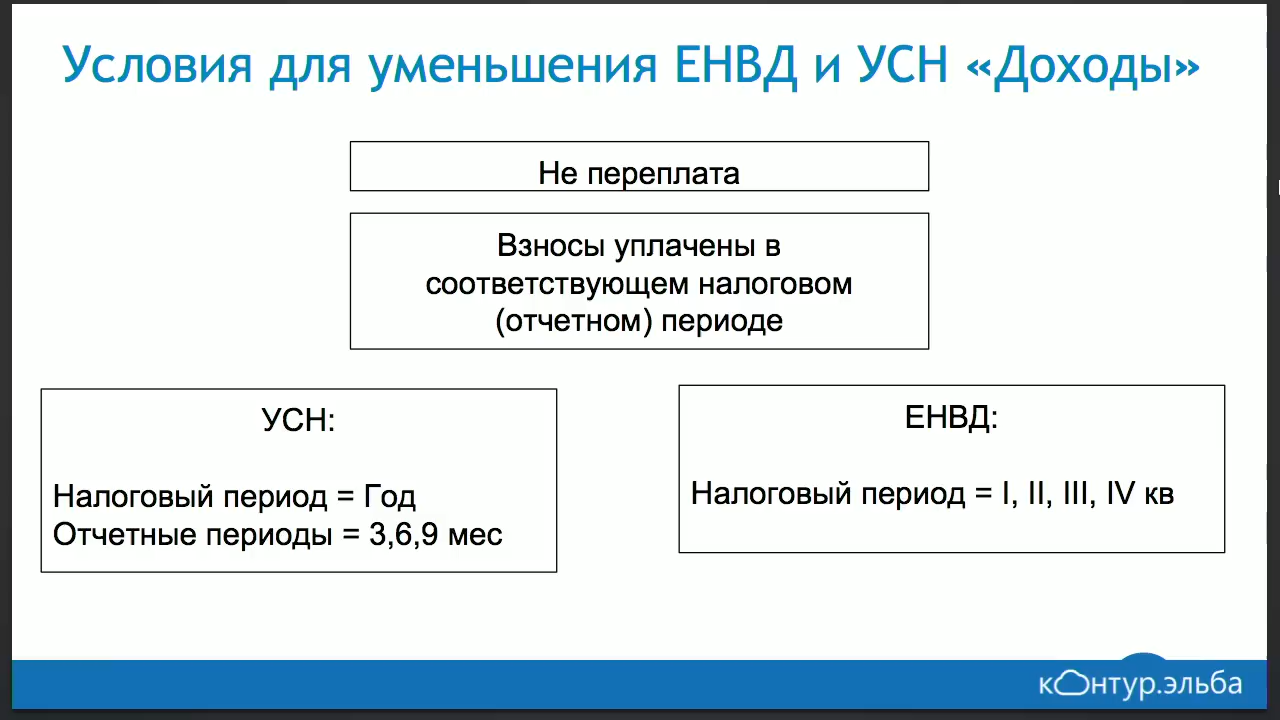 Условия для уменьшения ЕНВД и УСН «Доходы»
Не переплата
Взносы уплачены в
соответствующем налоговом
(отчетном) периоде
УСН:
Налоговый период = Год
Отчетные периоды = 3,6,9 мес
ЕНВД:
Налоговый период = I, II, III, IV кв
контур.эльба